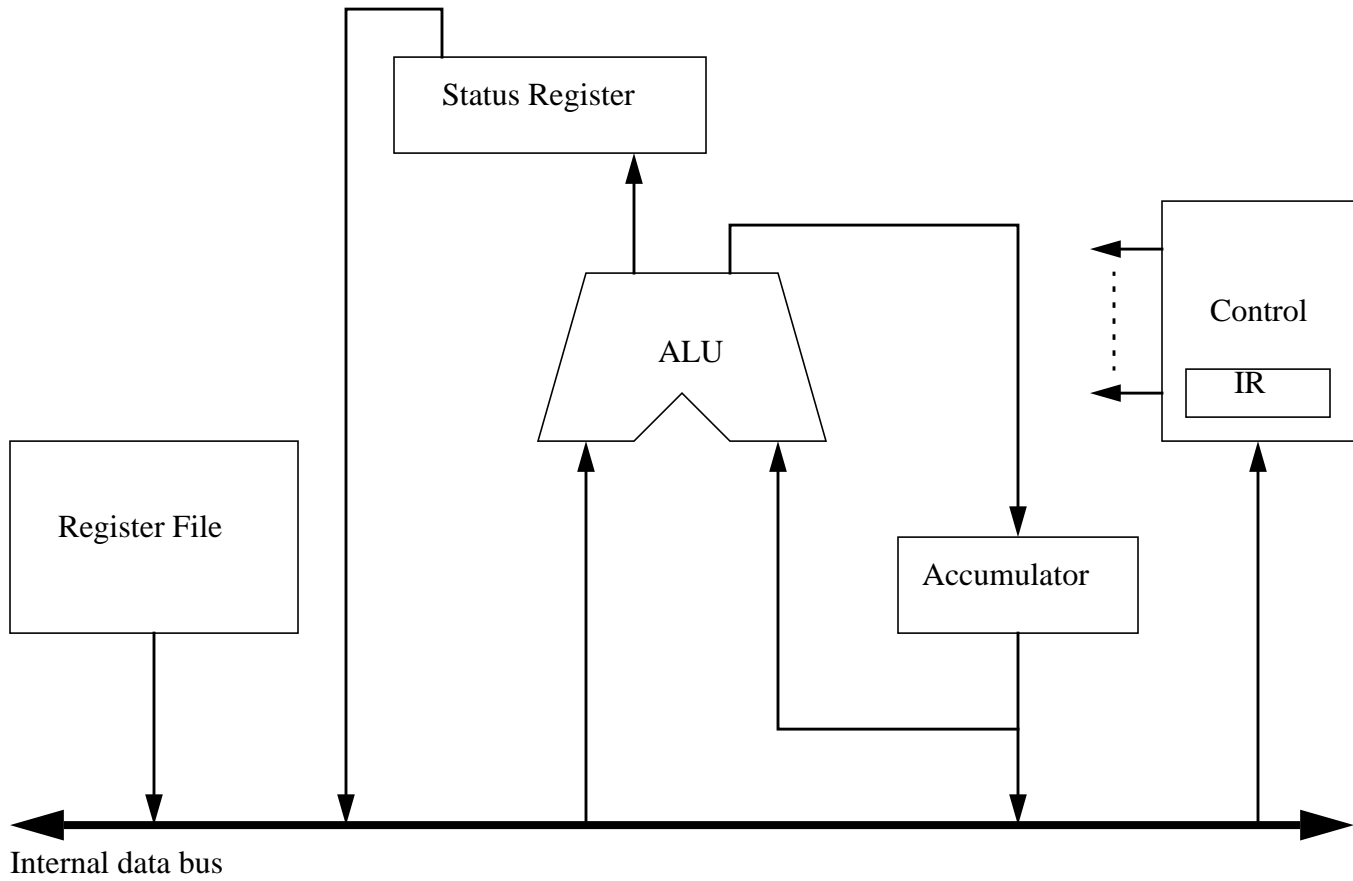 Status Register
Control
ALU
IR
Register File
Accumulator
Internal data bus